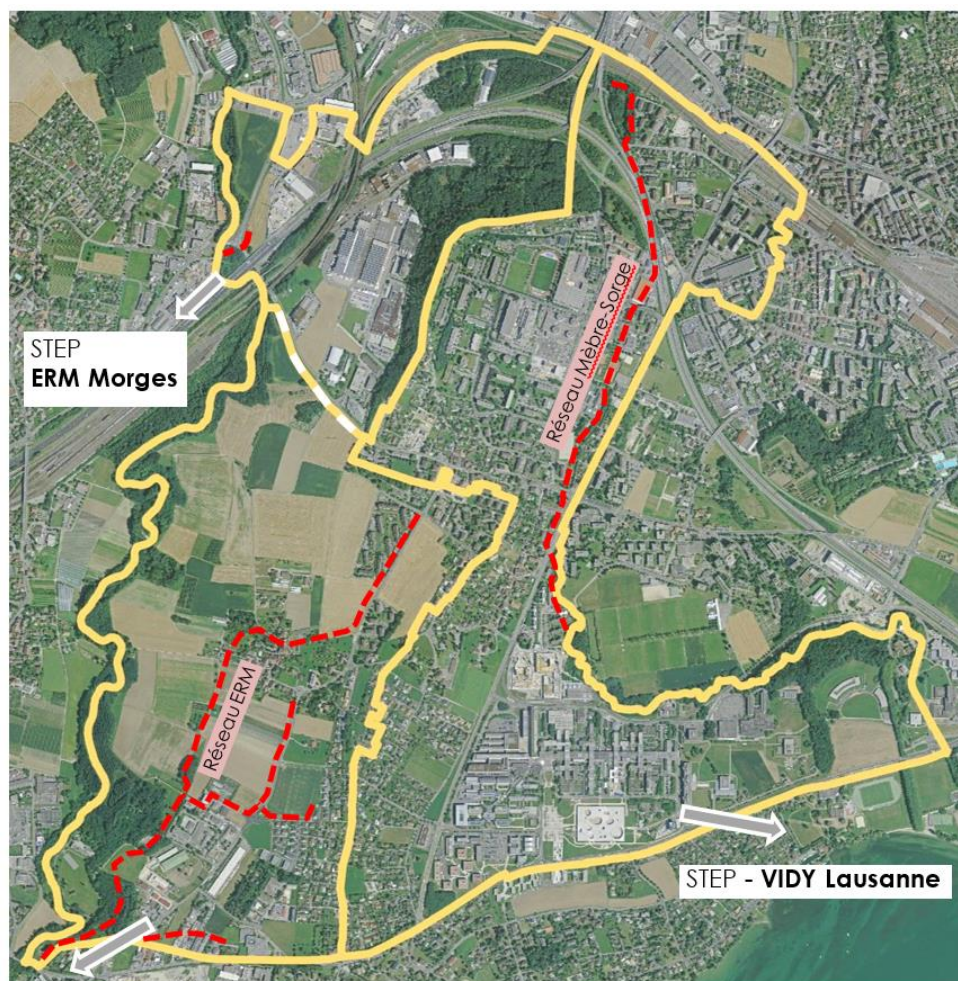 Réseau Mèbre-Sorge
STEP
ERM Morges
Réseau ERM
STEP - VIDY Lausanne